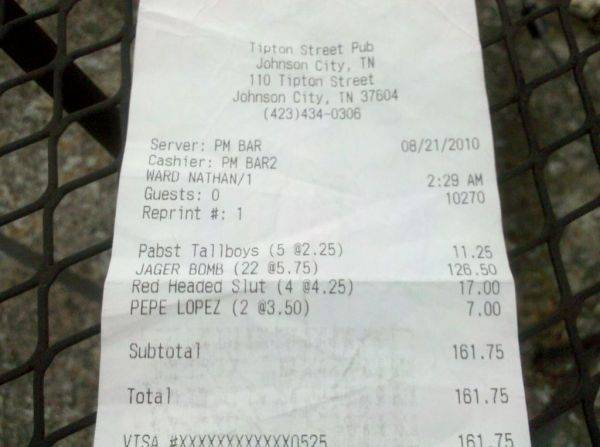 Tipton Street Pub
Johnson City, TN
110 Tipton Street
Johnson City, TN 37604
(423)434-0306
Server: PM BAR 08/21/2010
Cashier: PM BAR2
WARD NATHAN/1 2:29 AM
Guests: 0 10270
Reprint #: 1
Pabst Tallboys (5 @2.25) 11.25
JAGER BOMB (22 @5.75) 126.50
Red Headed Slut (4 @4.25) 17.00
PEPE LOPEZ (2 @3.50) 7.00
Subtotal 161.75
Total 161.75
VISA #XXXXXXXXXXXX0525 161.75